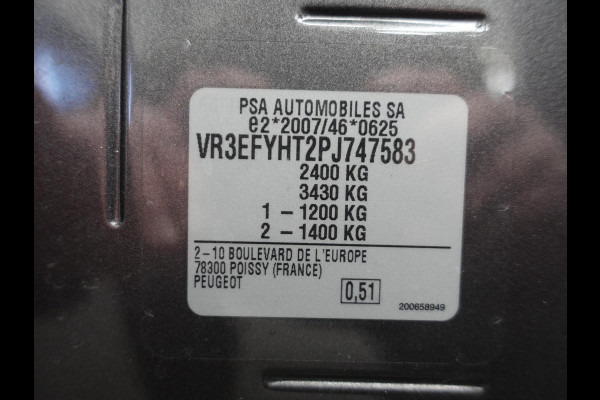 PSA AUTOMOBILES SA
e2*2007/46*0625
VR3EFYHT2PJ747583
2400 KG
3430 KG
1 – 1200 KG
2 – 1400 KG
2–10 BOULEVARD DE L'EUROPE
78300 POISSY (FRANCE)
PEUGEOT
0,51
200658949